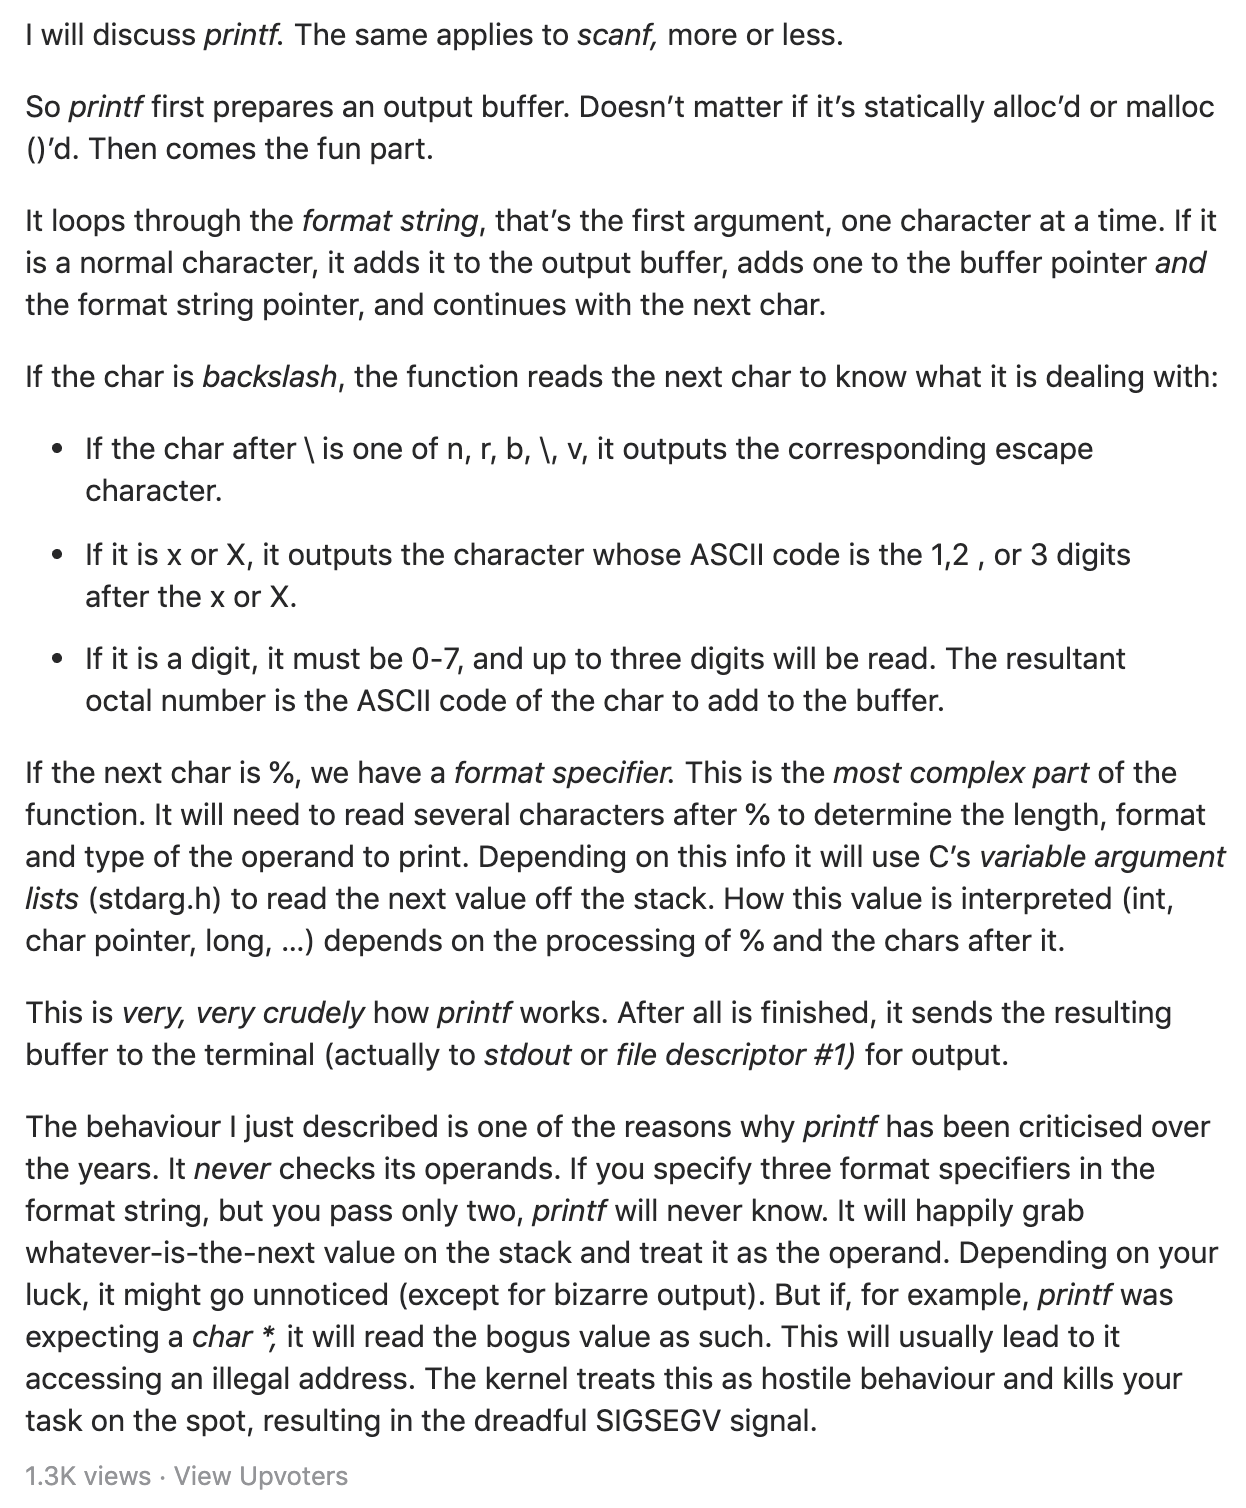 I will discuss printf. The same applies to scanf, more or less.
So printf first prepares an output buffer. Doesn’t matter if it’s statically alloc’d or malloc
()’d. Then comes the fun part.
It loops through the format string, that’s the first argument, one character at a time. If it
is a normal character, it adds it to the output buffer, adds one to the buffer pointer and
the format string pointer, and continues with the next char.
If the char is backslash, the function reads the next char to know what it is dealing with:
• If the char after \ is one of n, r, b, \, v, it outputs the corresponding escape
character.
• If it is x or X, it outputs the character whose ASCII code is the 1,2 , or 3 digits
after the x or X.
• If it is a digit, it must be 0-7, and up to three digits will be read. The resultant
octal number is the ASCII code of the char to add to the buffer.
If the next char is %, we have a format specifier. This is the most complex part of the
function. It will need to read several characters after % to determine the length, format
and type of the operand to print. Depending on this info it will use C’s variable argument
lists (stdarg.h) to read the next value off the stack. How this value is interpreted (int,
char pointer, long, …) depends on the processing of % and the chars after it.
This is very, very crudely how printf works. After all is finished, it sends the resulting
buffer to the terminal (actually to stdout or file descriptor #1) for output.
The behaviour I just described is one of the reasons why printf has been criticised over
the years. It never checks its operands. If you specify three format specifiers in the
format string, but you pass only two, printf will never know. It will happily grab
whatever-is-the-next value on the stack and treat it as the operand. Depending on your
luck, it might go unnoticed (except for bizarre output). But if, for example, printf was
expecting a char *, it will read the bogus value as such. This will usually lead to it
accessing an illegal address. The kernel treats this as hostile behaviour and kills your
task on the spot, resulting in the dreadful SIGSEGV signal.
1.3K views · View Upvoters